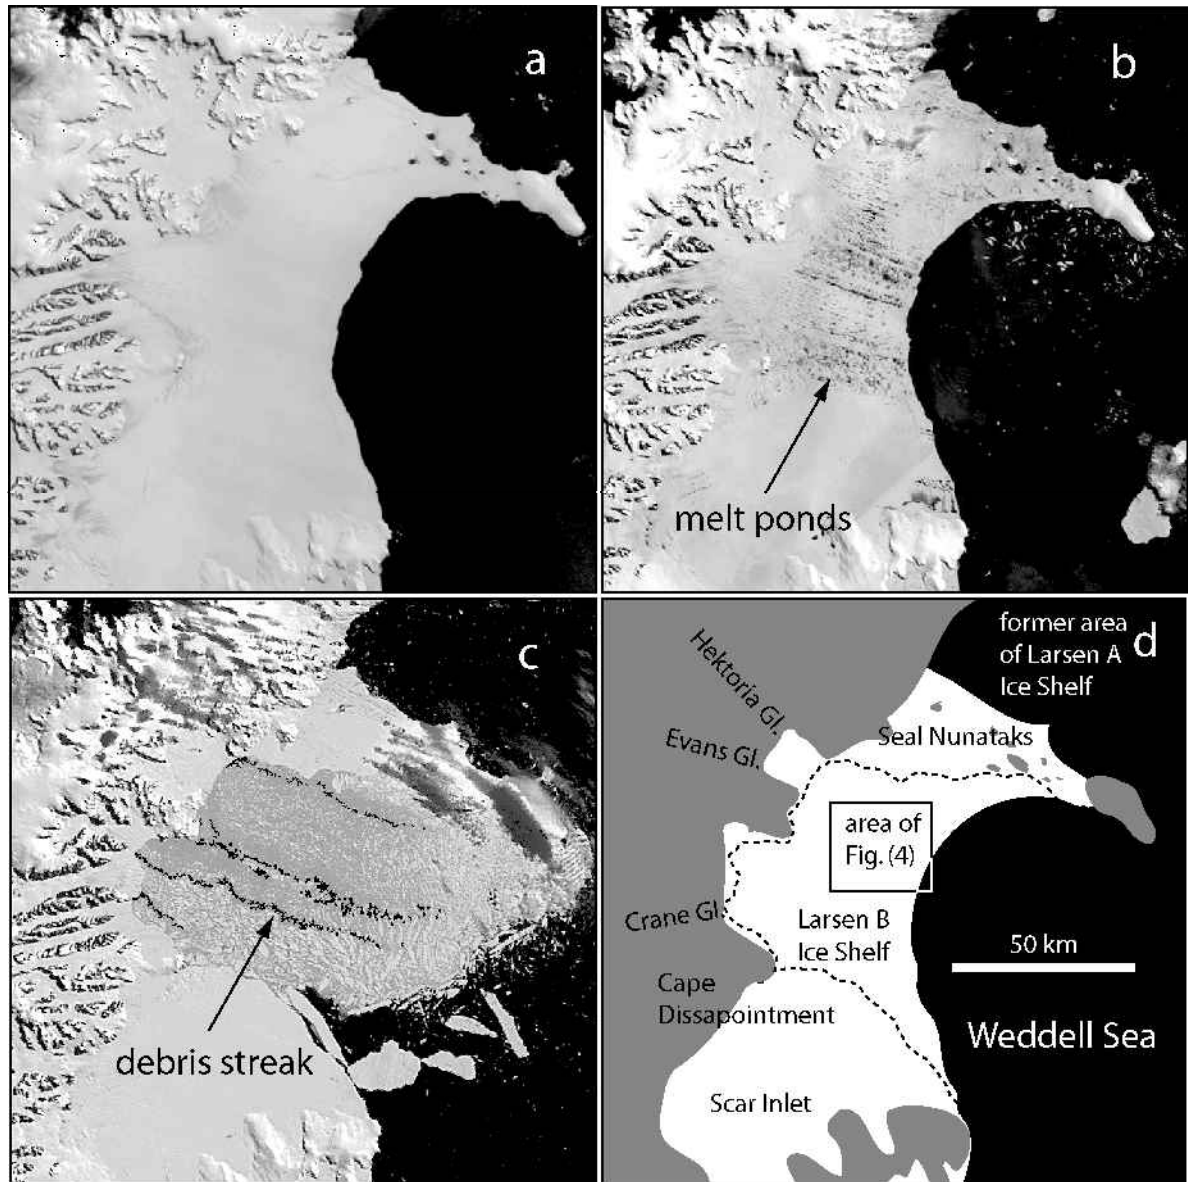 a
b
melt ponds
c
debris streak
d
former area
of Larsen A
Ice Shelf
Hektoria Gl.
Evans Gl.
Seal Nunataks
area of
Fig. (4)
Crane Gl.
Larsen B
Ice Shelf
50 km
Cape
Dissapointment
Weddell Sea
Scar Inlet